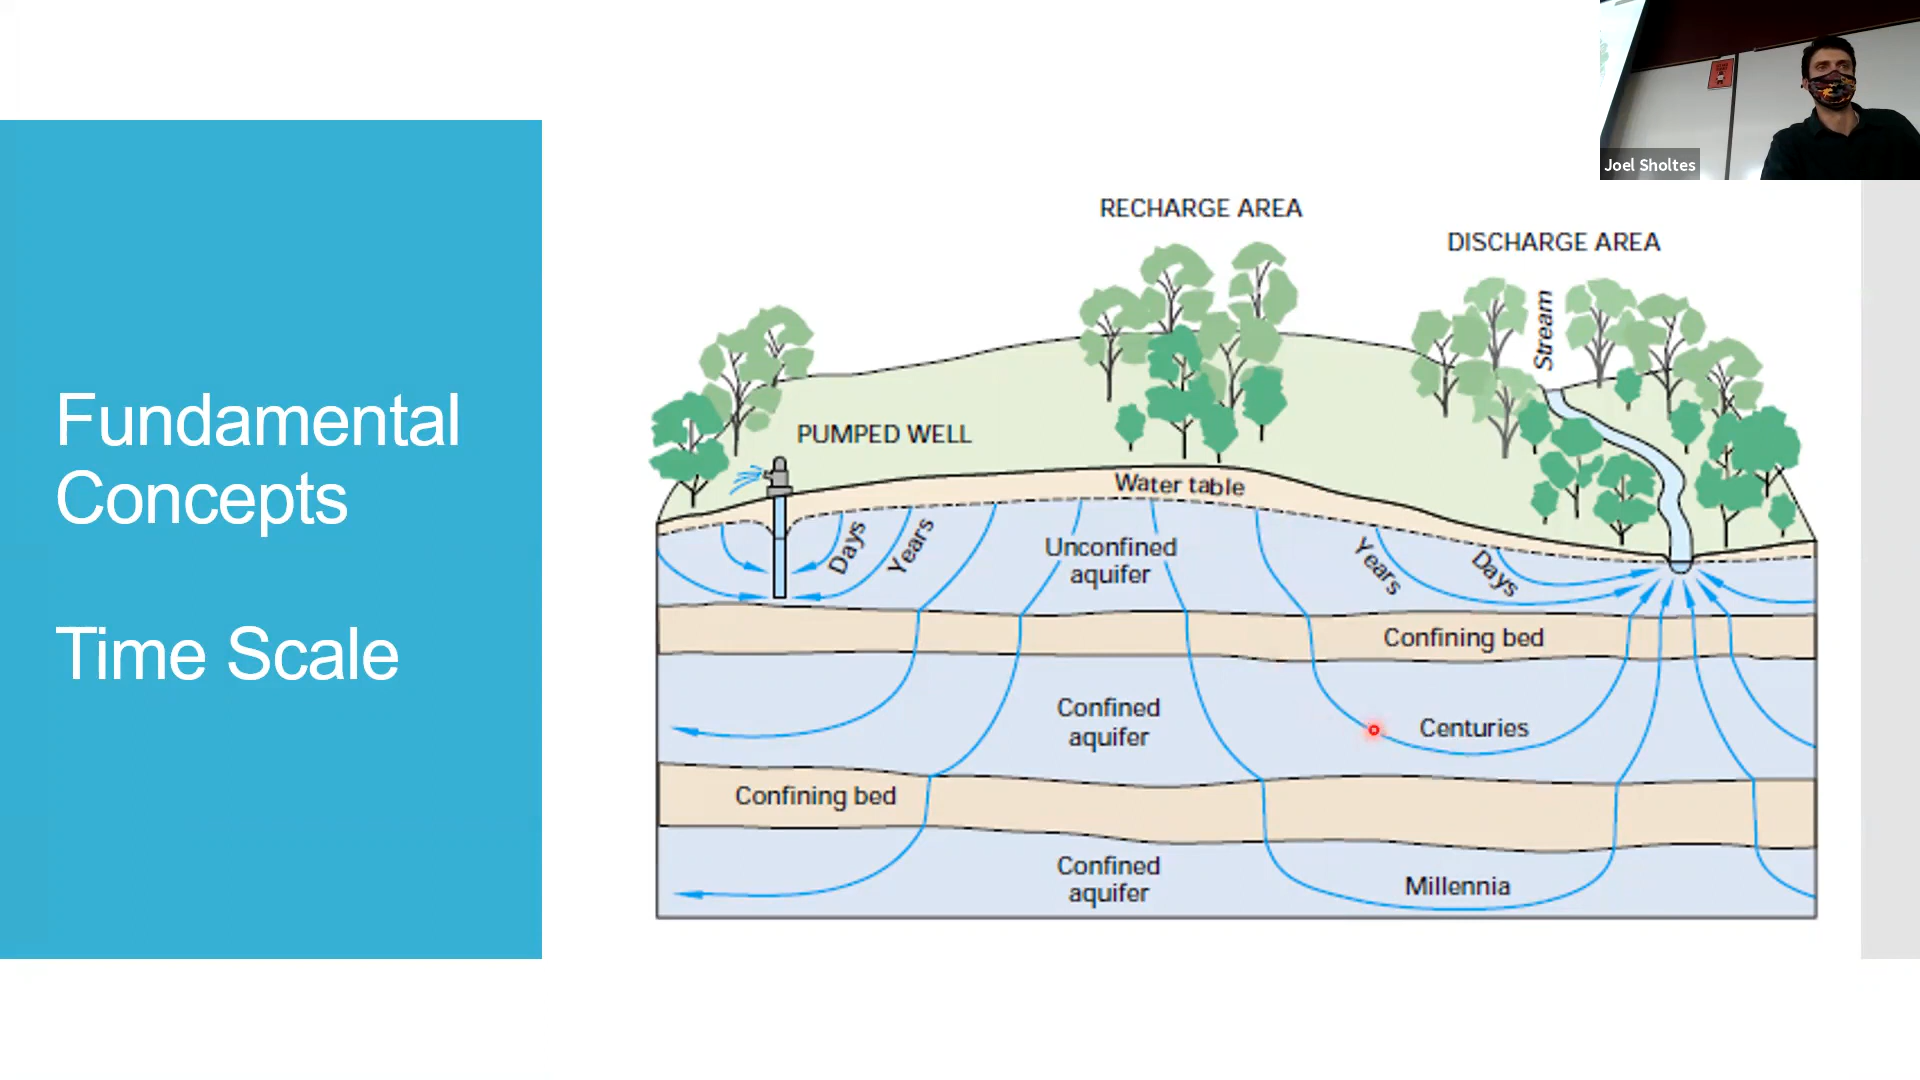 Joel Sholtes
Fundamental
Concepts
Time Scale
RECHARGE AREA
DISCHARGE AREA
Stream
PUMPED WELL
Water table
Days
Years
Unconfined
aquifer
Years
Days
Confining bed
Confined
aquifer
Centuries
Confining bed
Confined
aquifer
Millennia